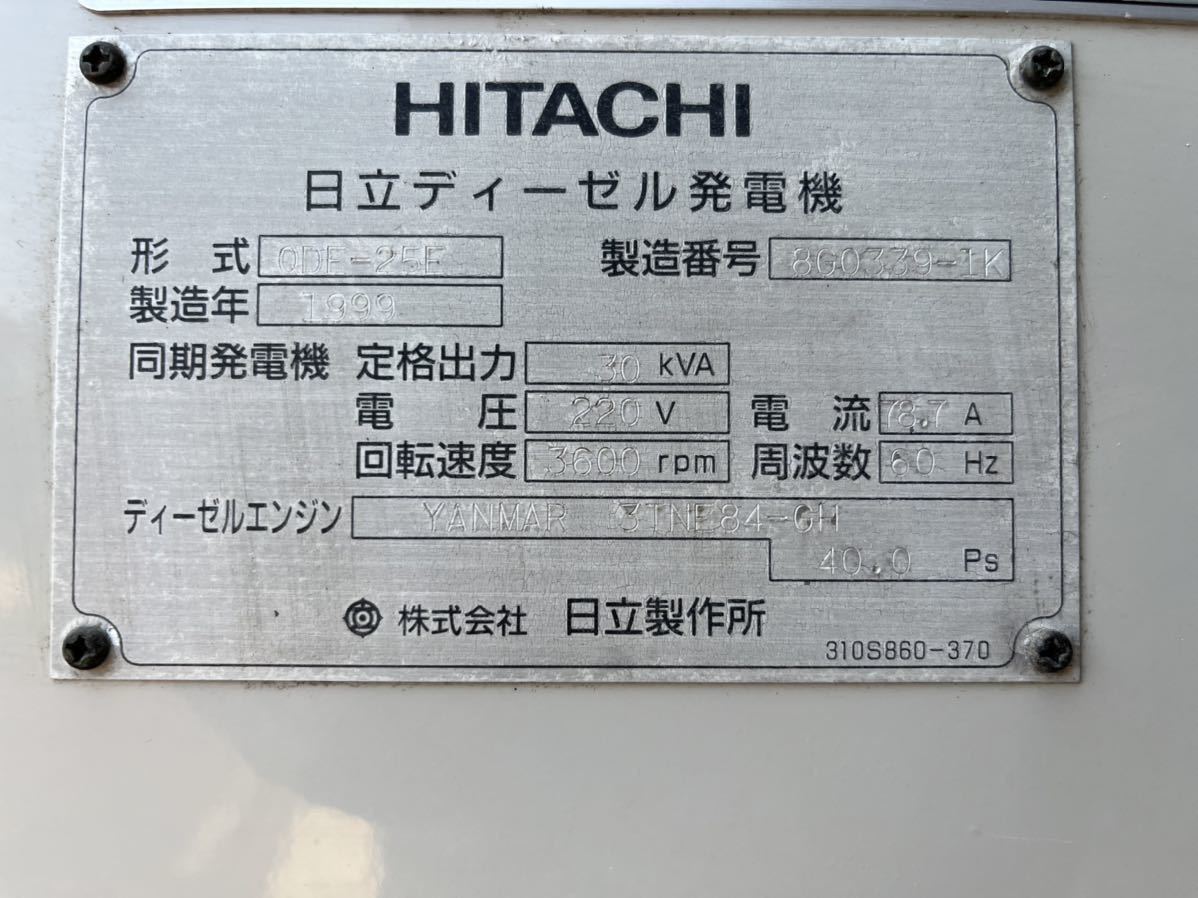 HITACHI
日立ディーゼル発電機
形式 QDE-25E 製造番号 8G0339-1K
製造年 1999
同期発電機 定格出力 30 kVA
電圧 220 V 電流 78.7 A
回転速度 3600 rpm 周波数 60 Hz
ディーゼルエンジン YANMAR 3TNE84-GH
40.0 Ps
株式会社 日立製作所
310S860-370